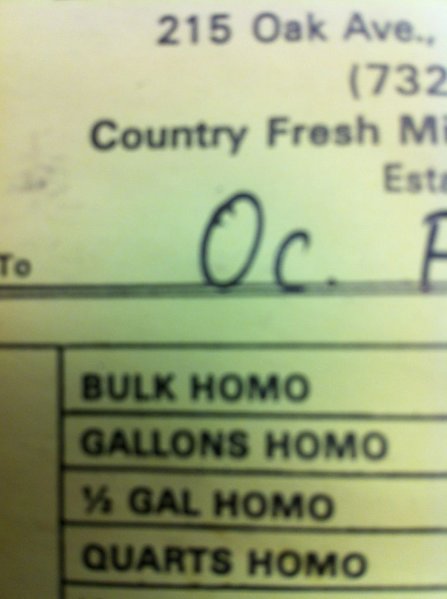 215 Oak Ave.,
(732
Country Fresh Mi
Esta
To Oc.
BULK HOMO
GALLONS HOMO
½ GAL HOMO
QUARTS HOMO